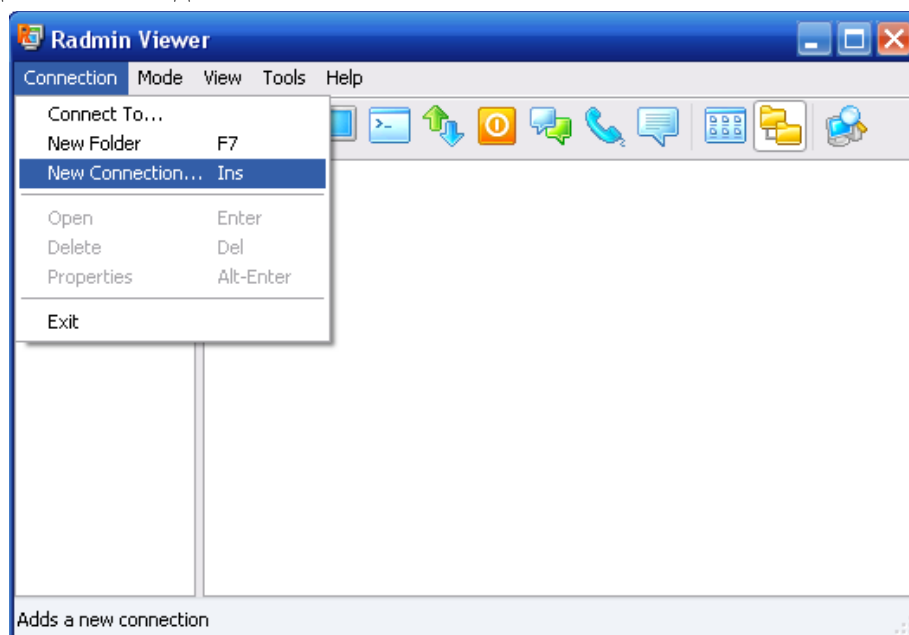 Radmin Viewer
Connection Mode View Tools Help
Connect To...
New Folder F7
New Connection... Ins
Open Enter
Delete Del
Properties Alt-Enter
Exit
Adds a new connection